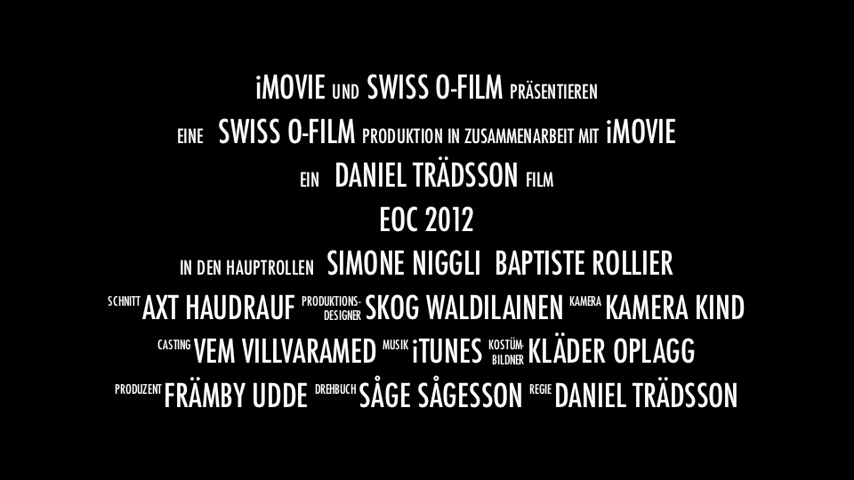 iMOVIE UND SWISS O-FILM PRÄSENTIEREN
EINE SWISS O-FILM PRODUKTION IN ZUSAMMENARBEIT MIT iMOVIE
EIN DANIEL TRÄDSSON FILM
EOC 2012
IN DEN HAUPTROLLEN SIMONE NIGGLI BAPTISTE ROLLIER
SCHNITT AXT HAUDRAUF PRODUKTIONS-DESIGNER SKOG WALDILAINEN KAMERA KAMERA KIND
CASTING VEM VILLVARAMED MUSIK iTUNES KOSTÜM-BILDNER KLÄDER OPLAGG
PRODUZENT FRÄMBY UDDE DREHBUCH SÅGE SÅGESSON REGIE DANIEL TRÄDSSON